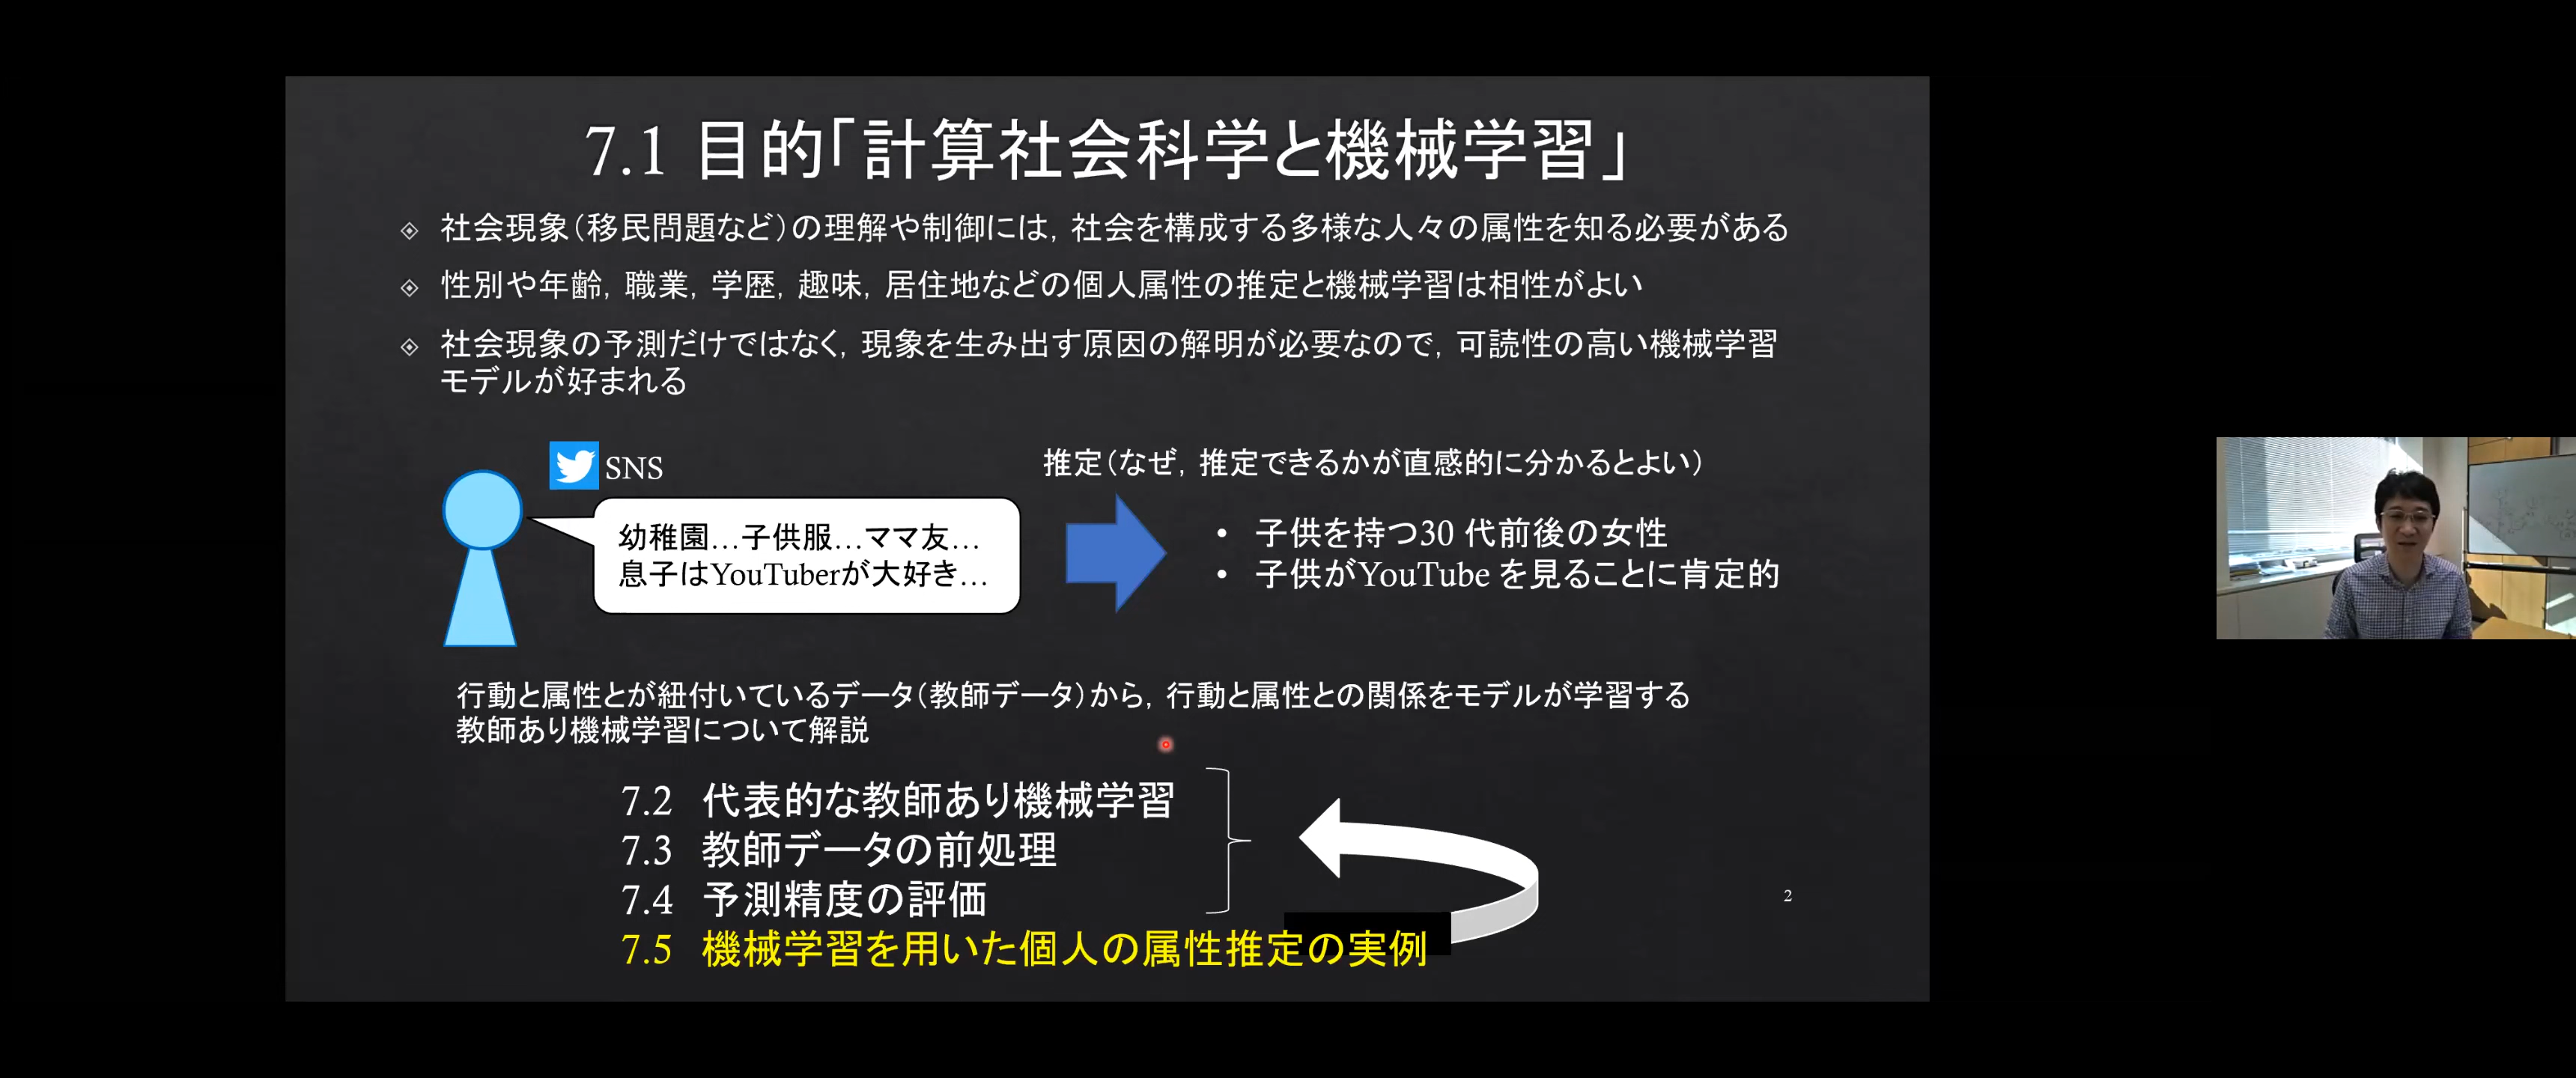 7.1 目的「計算社会科学と機械学習」
社会現象(移民問題など)の理解や制御には, 社会を構成する多様な人々の属性を知る必要がある
性別や年齢, 職業, 学歴, 趣味, 居住地などの個人属性の推定と機械学習は相性がよい
社会現象の予測だけではなく, 現象を生み出す原因の解明が必要なので, 可読性の高い機械学習
モデルが好まれる
SNS
幼稚園…子供服…ママ友…
息子はYouTuberが大好き…
推定(なぜ, 推定できるかが直感的に分かるとよい)
• 子供を持つ30 代前後の女性
• 子供がYouTube を見ることに肯定的
行動と属性とが紐付いているデータ(教師データ)から, 行動と属性との関係をモデルが学習する
教師あり機械学習について解説
7.2 代表的な教師あり機械学習
7.3 教師データの前処理
7.4 予測精度の評価
7.5 機械学習を用いた個人の属性推定の実例
2